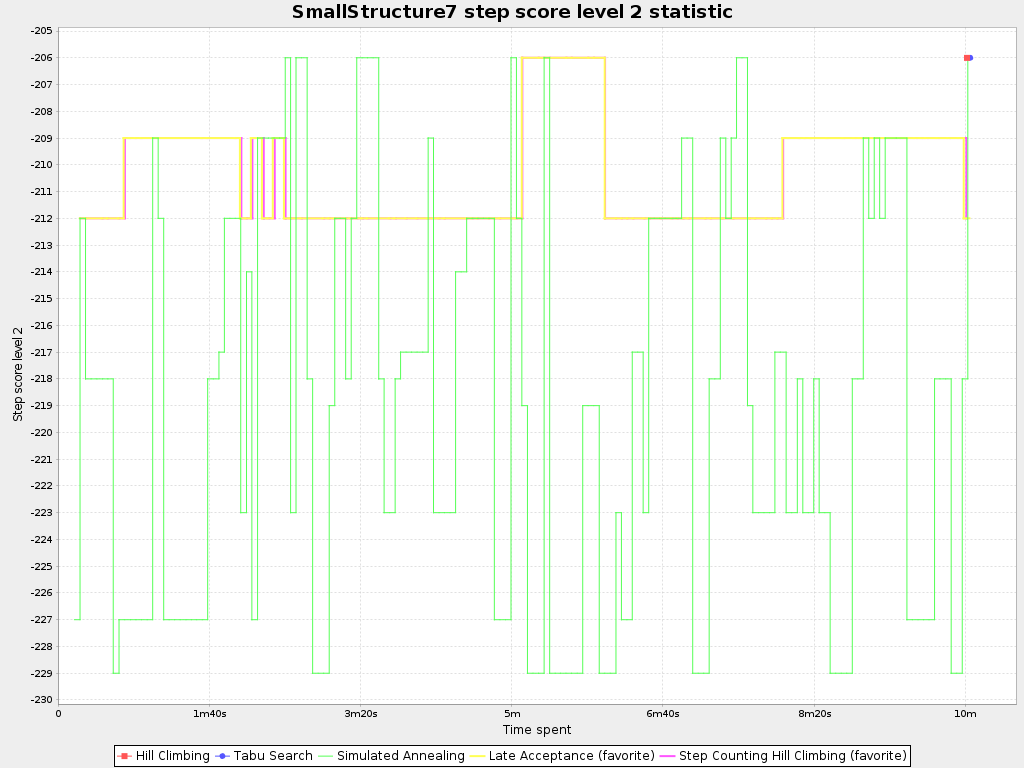 SmallStructure7 step score level 2 statistic
-205
-206
-207
-208
-209
-210
-211
-212
-213
-214
-215
-216
-217
-218
-219
-220
-221
-222
-223
-224
-225
-226
-227
-228
-229
-230
Step score level 2
0
1m40s
3m20s
5m
6m40s
8m20s
10m
Time spent
Hill Climbing
Tabu Search
Simulated Annealing
Late Acceptance (favorite)
Step Counting Hill Climbing (favorite)